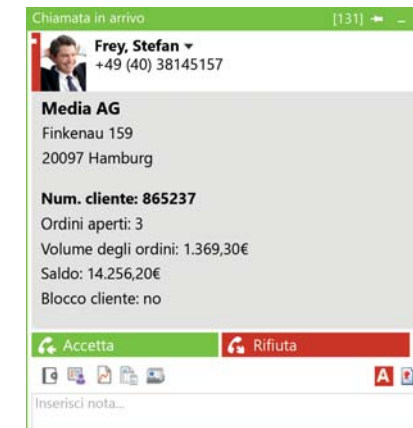 Chiamata in arrivo [131]
Frey, Stefan
+49 (40) 38145157
Media AG
Finkenau 159
20097 Hamburg
Num. cliente: 865237
Ordini aperti: 3
Volume degli ordini: 1.369,30€
Saldo: 14.256,20€
Blocco cliente: no
Accetta Rifiuta
A
Inserisci nota...